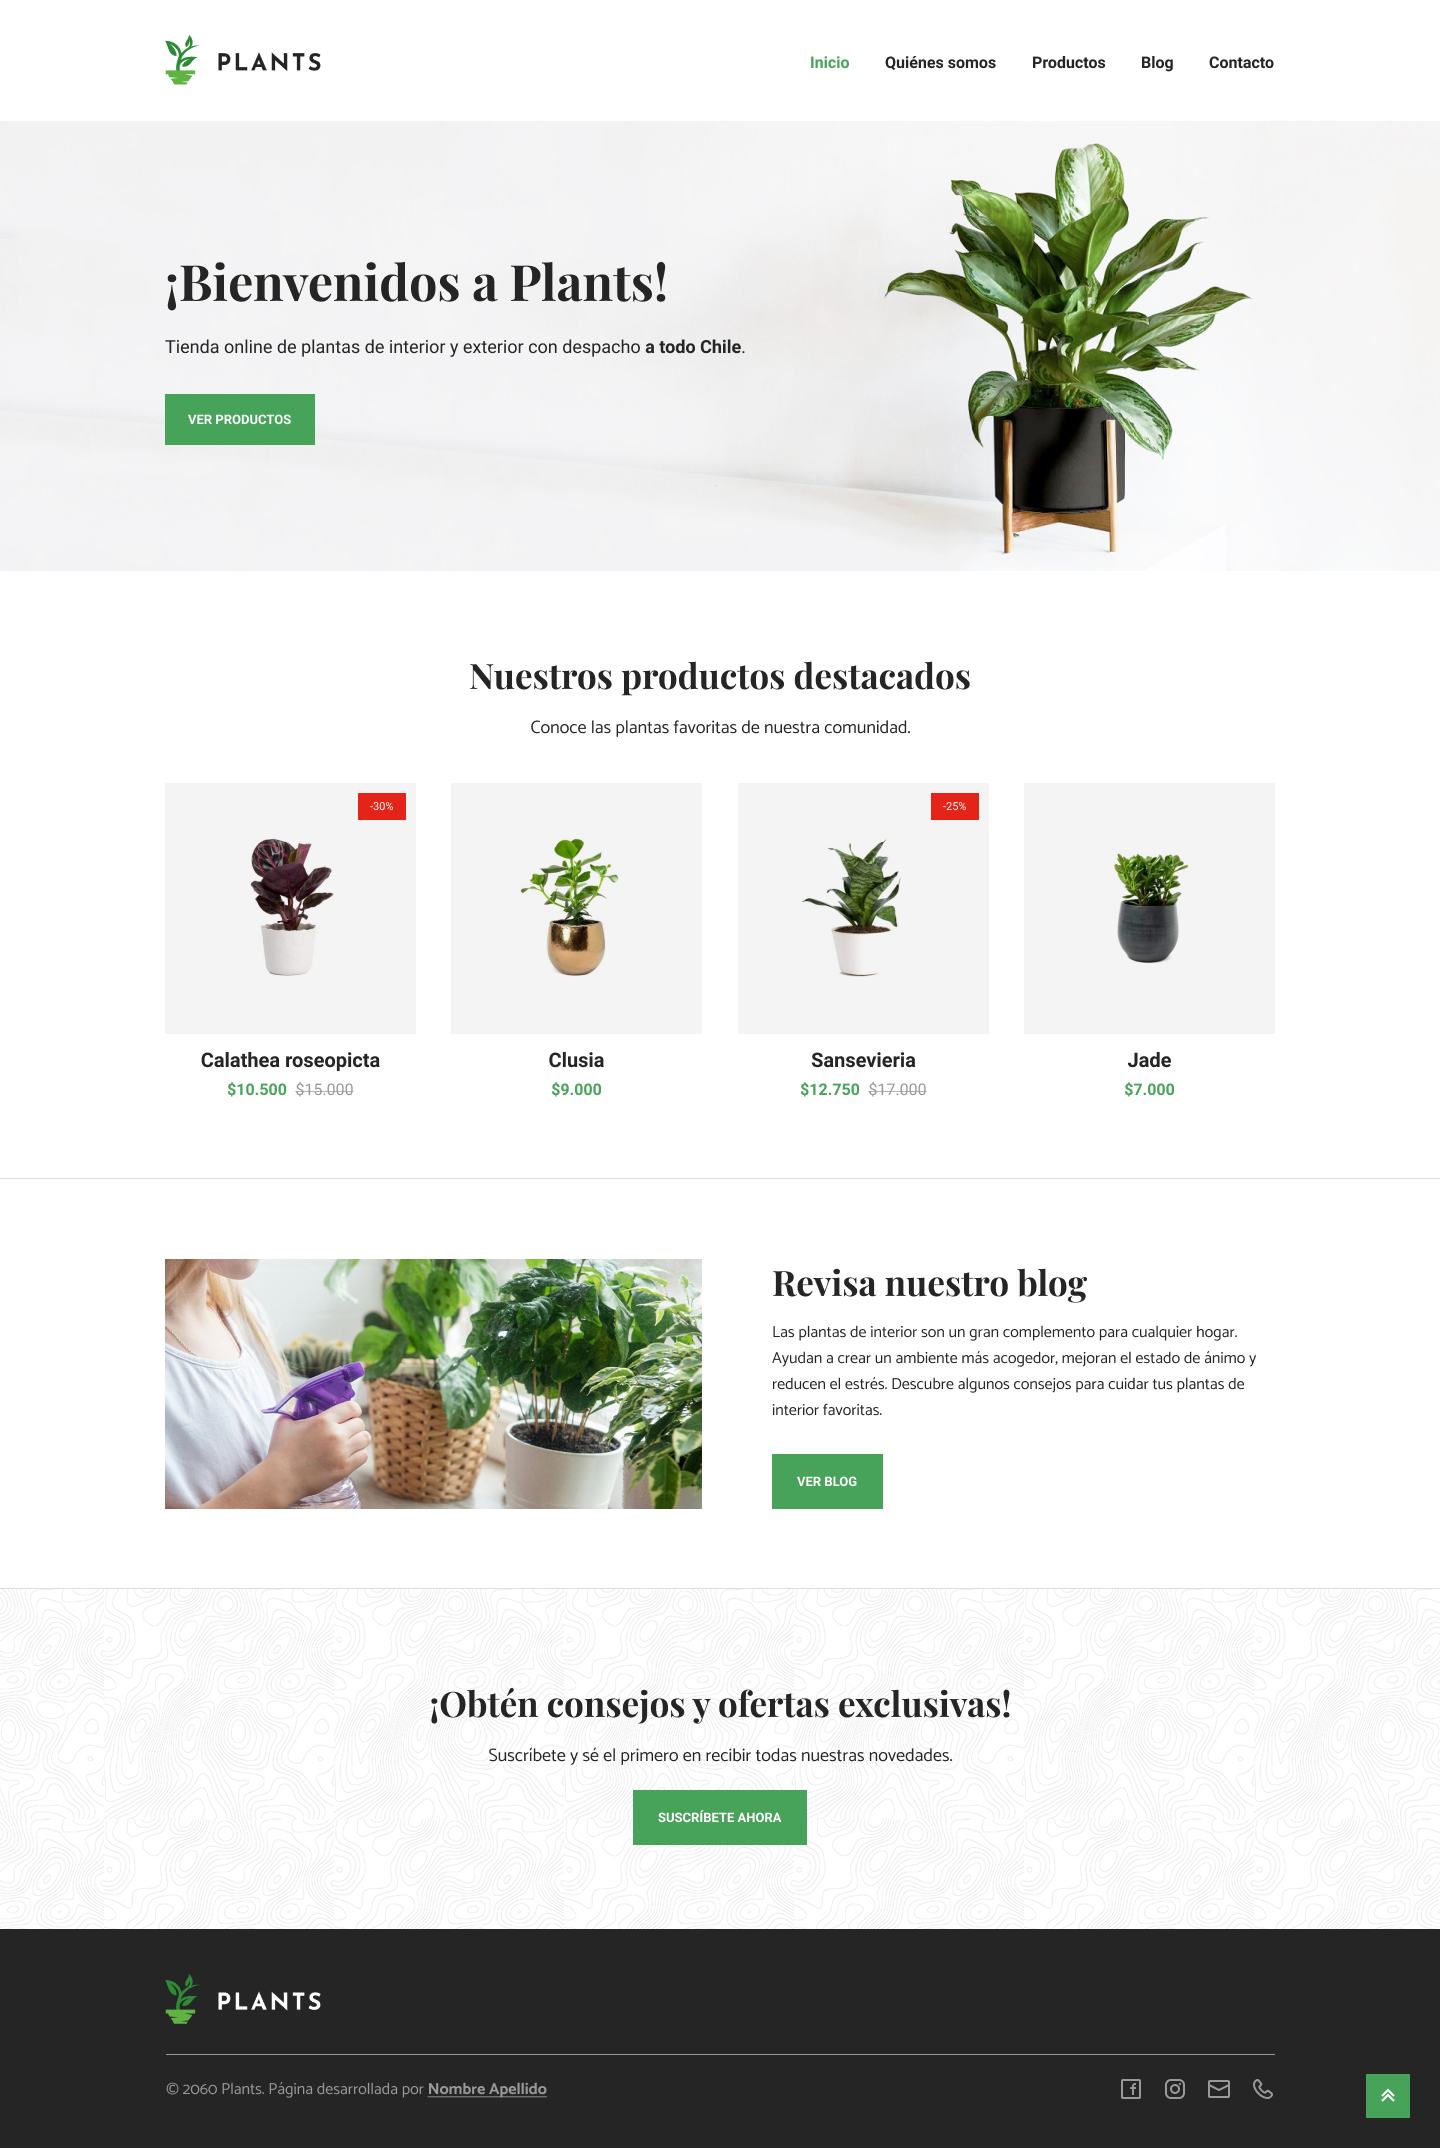 PLANTS
Inicio Quiénes somos Productos Blog Contacto
¡Bienvenidos a Plants!
Tienda online de plantas de interior y exterior con despacho a todo Chile.
VER PRODUCTOS
Nuestros productos destacados
Conoce las plantas favoritas de nuestra comunidad.
-30%
-25%
Calathea roseopicta
$10.500 $15.000
Clusia
$9.000
Sansevieria
$12.750 $17.000
Jade
$7.000
Revisa nuestro blog
Las plantas de interior son un gran complemento para cualquier hogar.
Ayudan a crear un ambiente más acogedor, mejoran el estado de ánimo y
reducen el estrés. Descubre algunos consejos para cuidar tus plantas de
interior favoritas.
VER BLOG
¡Obtén consejos y ofertas exclusivas!
Suscríbete y sé el primero en recibir todas nuestras novedades.
SUSCRÍBETE AHORA
PLANTS
© 2060 Plants. Página desarrollada por Nombre Apellido